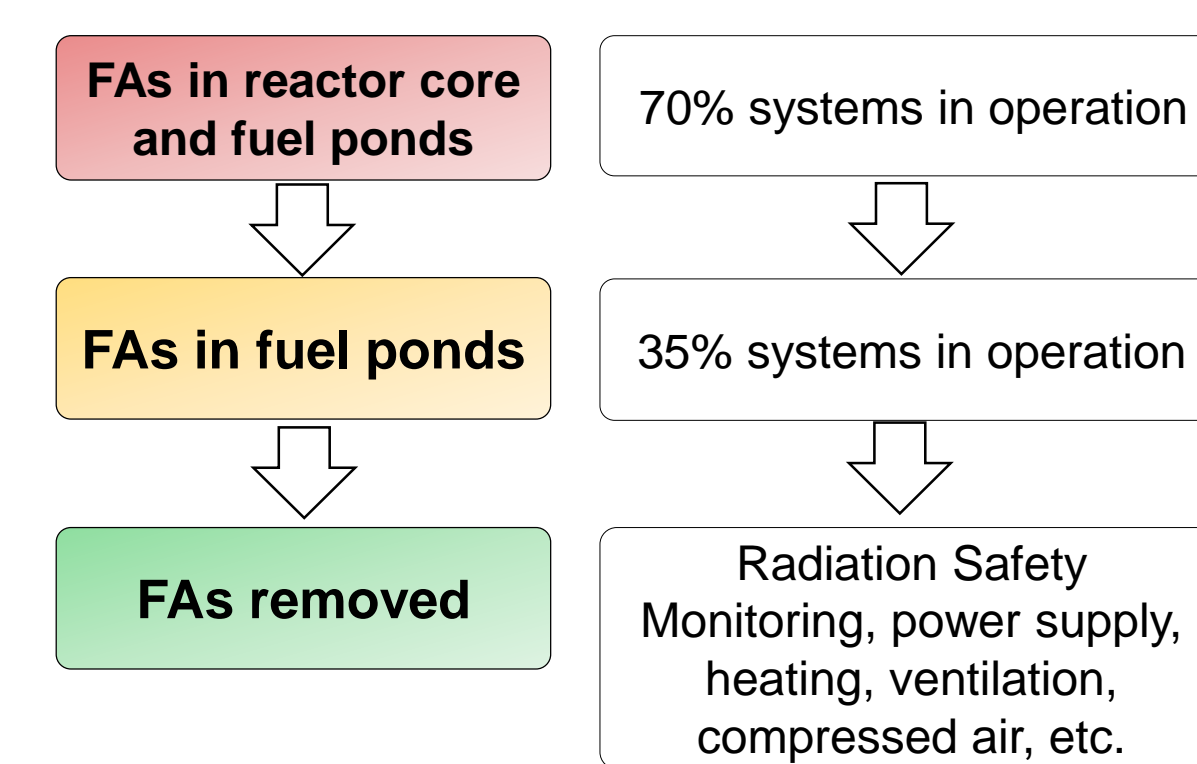 FAs in reactor core
and fuel ponds
70% systems in operation
FAs in fuel ponds
35% systems in operation
FAs removed
Radiation Safety
Monitoring, power supply,
heating, ventilation,
compressed air, etc.